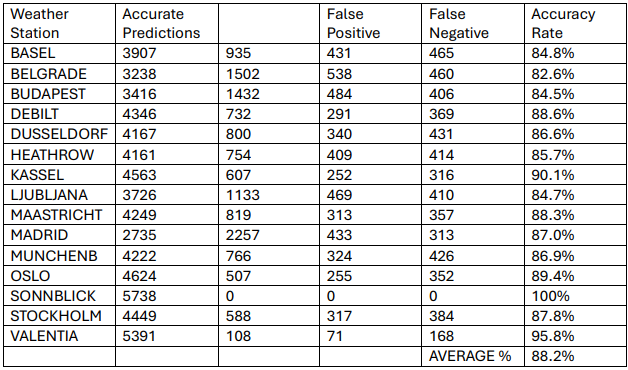 Weather Station Accurate Predictions False Positive False Negative Accuracy Rate
BASEL 3907 935 431 465 84.8%
BELGRADE 3238 1502 538 460 82.6%
BUDAPEST 3416 1432 484 406 84.5%
DEBILT 4346 732 291 369 88.6%
DUSSELDORF 4167 800 340 431 86.6%
HEATHROW 4161 754 409 414 85.7%
KASSEL 4563 607 252 316 90.1%
LJUBLJANA 3726 1133 469 410 84.7%
MAASTRICHT 4249 819 313 357 88.3%
MADRID 2735 2257 433 313 87.0%
MUNCHENB 4222 766 324 426 86.9%
OSLO 4624 507 255 352 89.4%
SONNBLICK 5738 0 0 0 100%
STOCKHOLM 4449 588 317 384 87.8%
VALENTIA 5391 108 71 168 95.8%
AVERAGE % 88.2%